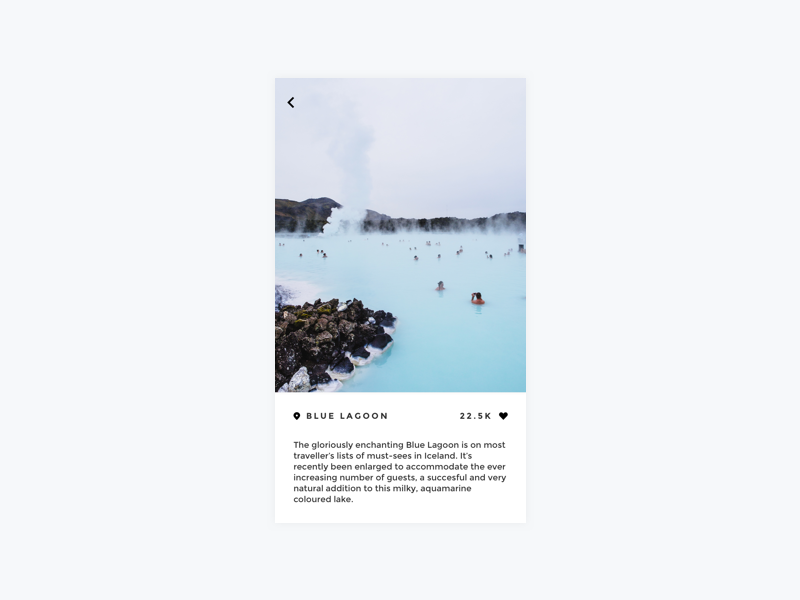 BLUE LAGOON 22.5K
The gloriously enchanting Blue Lagoon is on most
traveller's lists of must-sees in Iceland. It's
recently been enlarged to accommodate the ever
increasing number of guests, a succesful and very
natural addition to this milky, aquamarine
coloured lake.